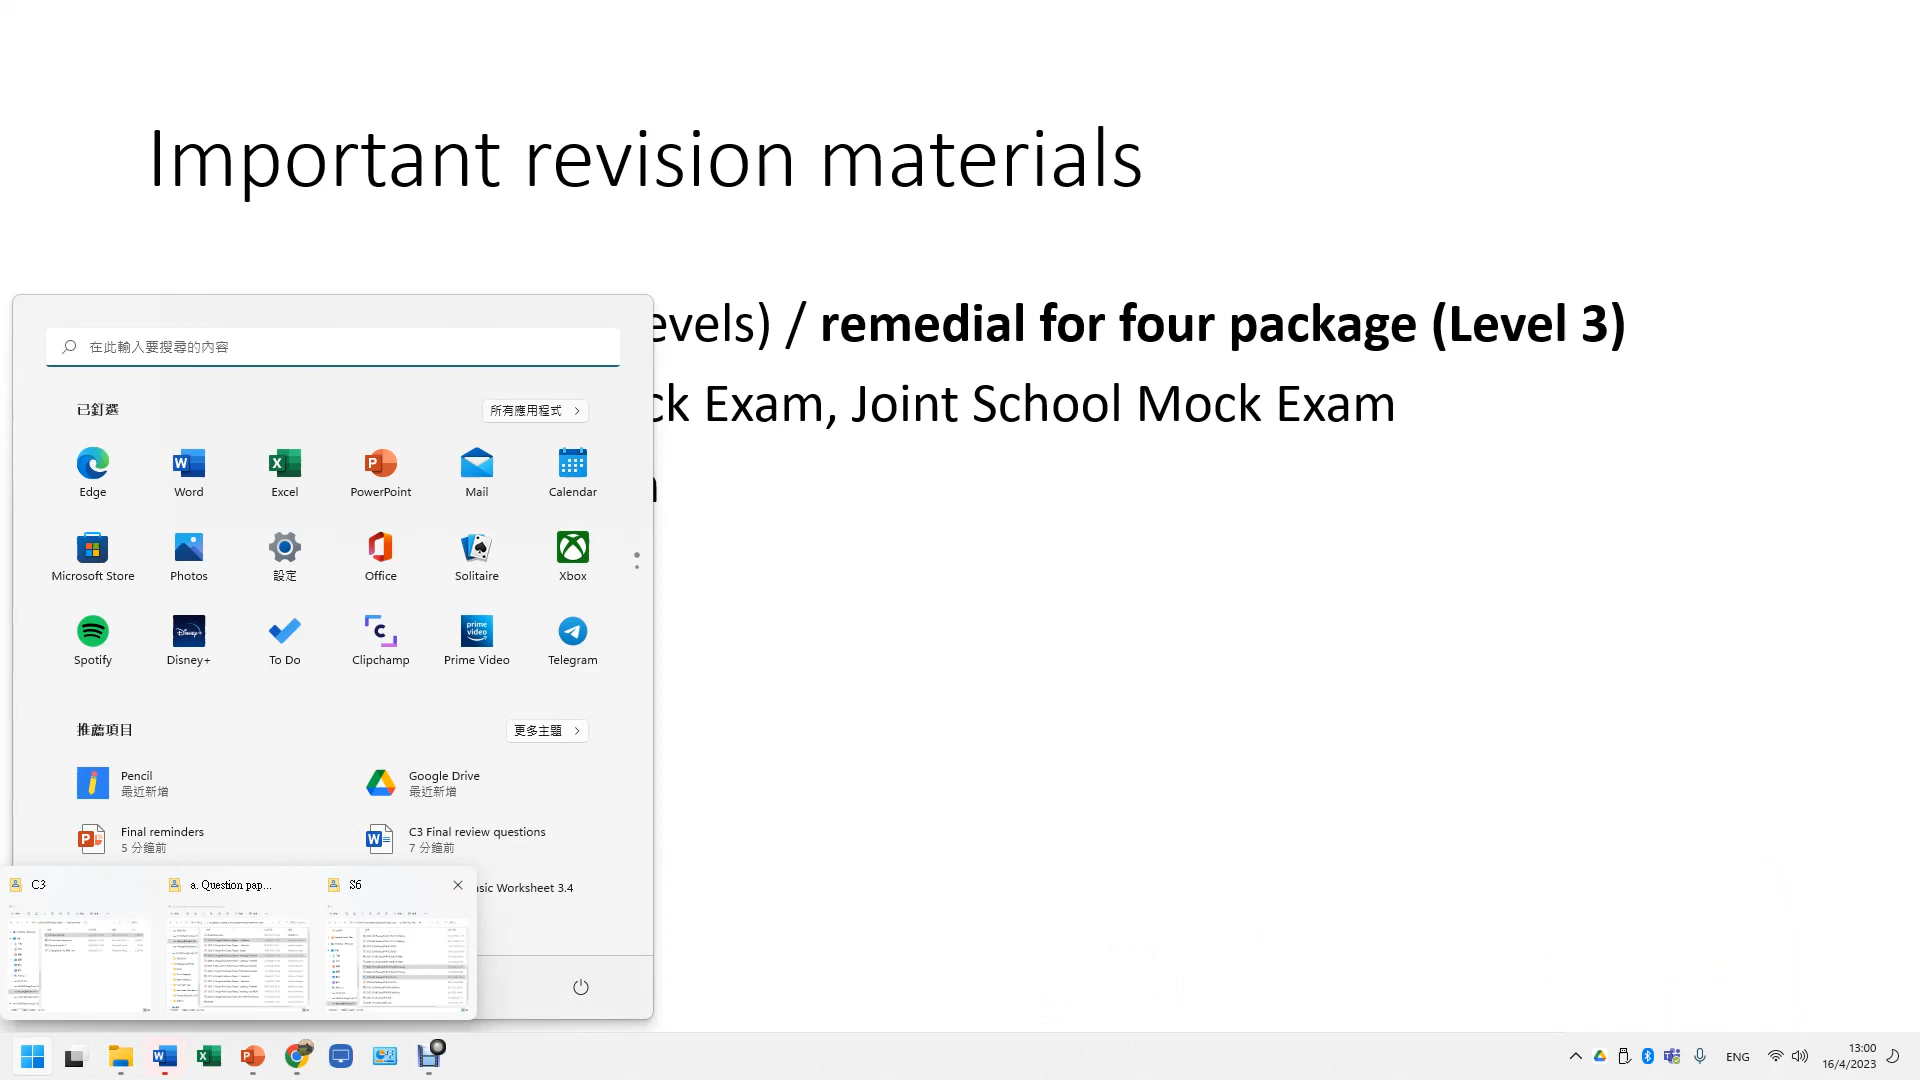 Important revision materials
evels) / remedial for four package (Level 3)
ck Exam, Joint School Mock Exam
在此輸入要搜尋的內容
已釘選
所有應用程式
Edge
Word
Excel
PowerPoint
Mail
Calendar
Microsoft Store
Photos
設定
Office
Solitaire
Xbox
Spotify
Disney+
To Do
Clipchamp
Prime Video
Telegram
推薦項目
更多主題
Pencil
最近新增
Google Drive
最近新增
Final reminders
5 分鐘前
C3 Final review questions
7 分鐘前
C3
a. Question pap...
S6
sic Worksheet 3.4
ENG
13:00
16/4/2023